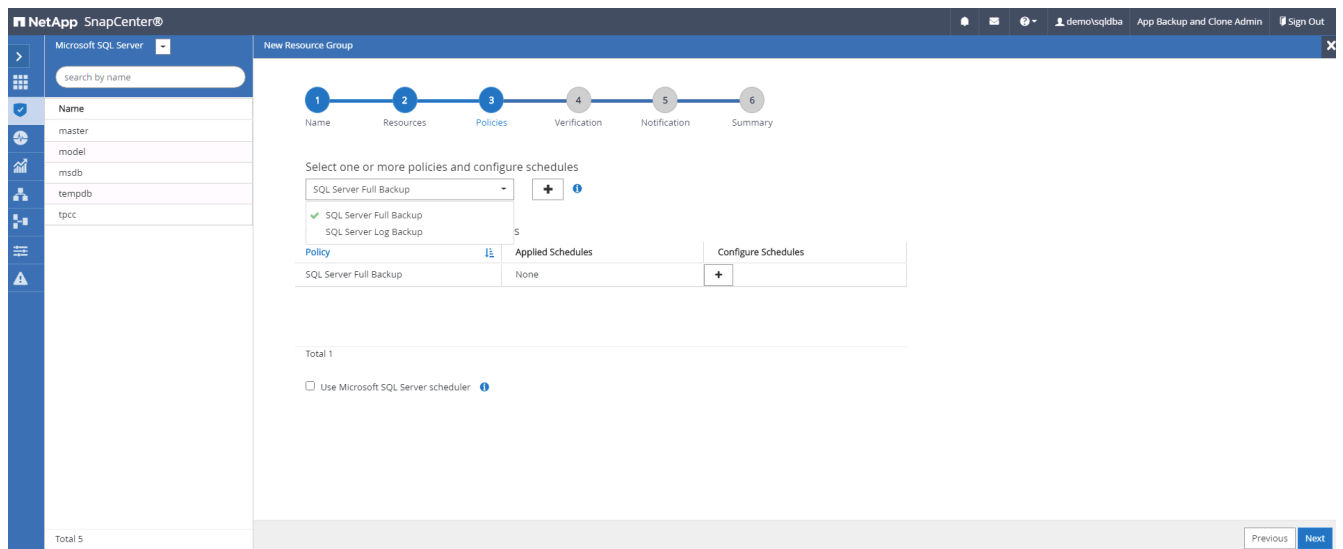 NetApp SnapCenter®
demo\sqldba App Backup and Clone Admin Sign Out
Microsoft SQL Server
New Resource Group
search by name
Name
master
model
msdb
tempdb
tpcc
Total 5
1 2 3 4 5 6
Name Resources Policies Verification Notification Summary
Select one or more policies and configure schedules
SQL Server Full Backup
SQL Server Full Backup
SQL Server Log Backup
Policy Applied Schedules Configure Schedules
SQL Server Full Backup None
Total 1
Use Microsoft SQL Server scheduler
Previous Next